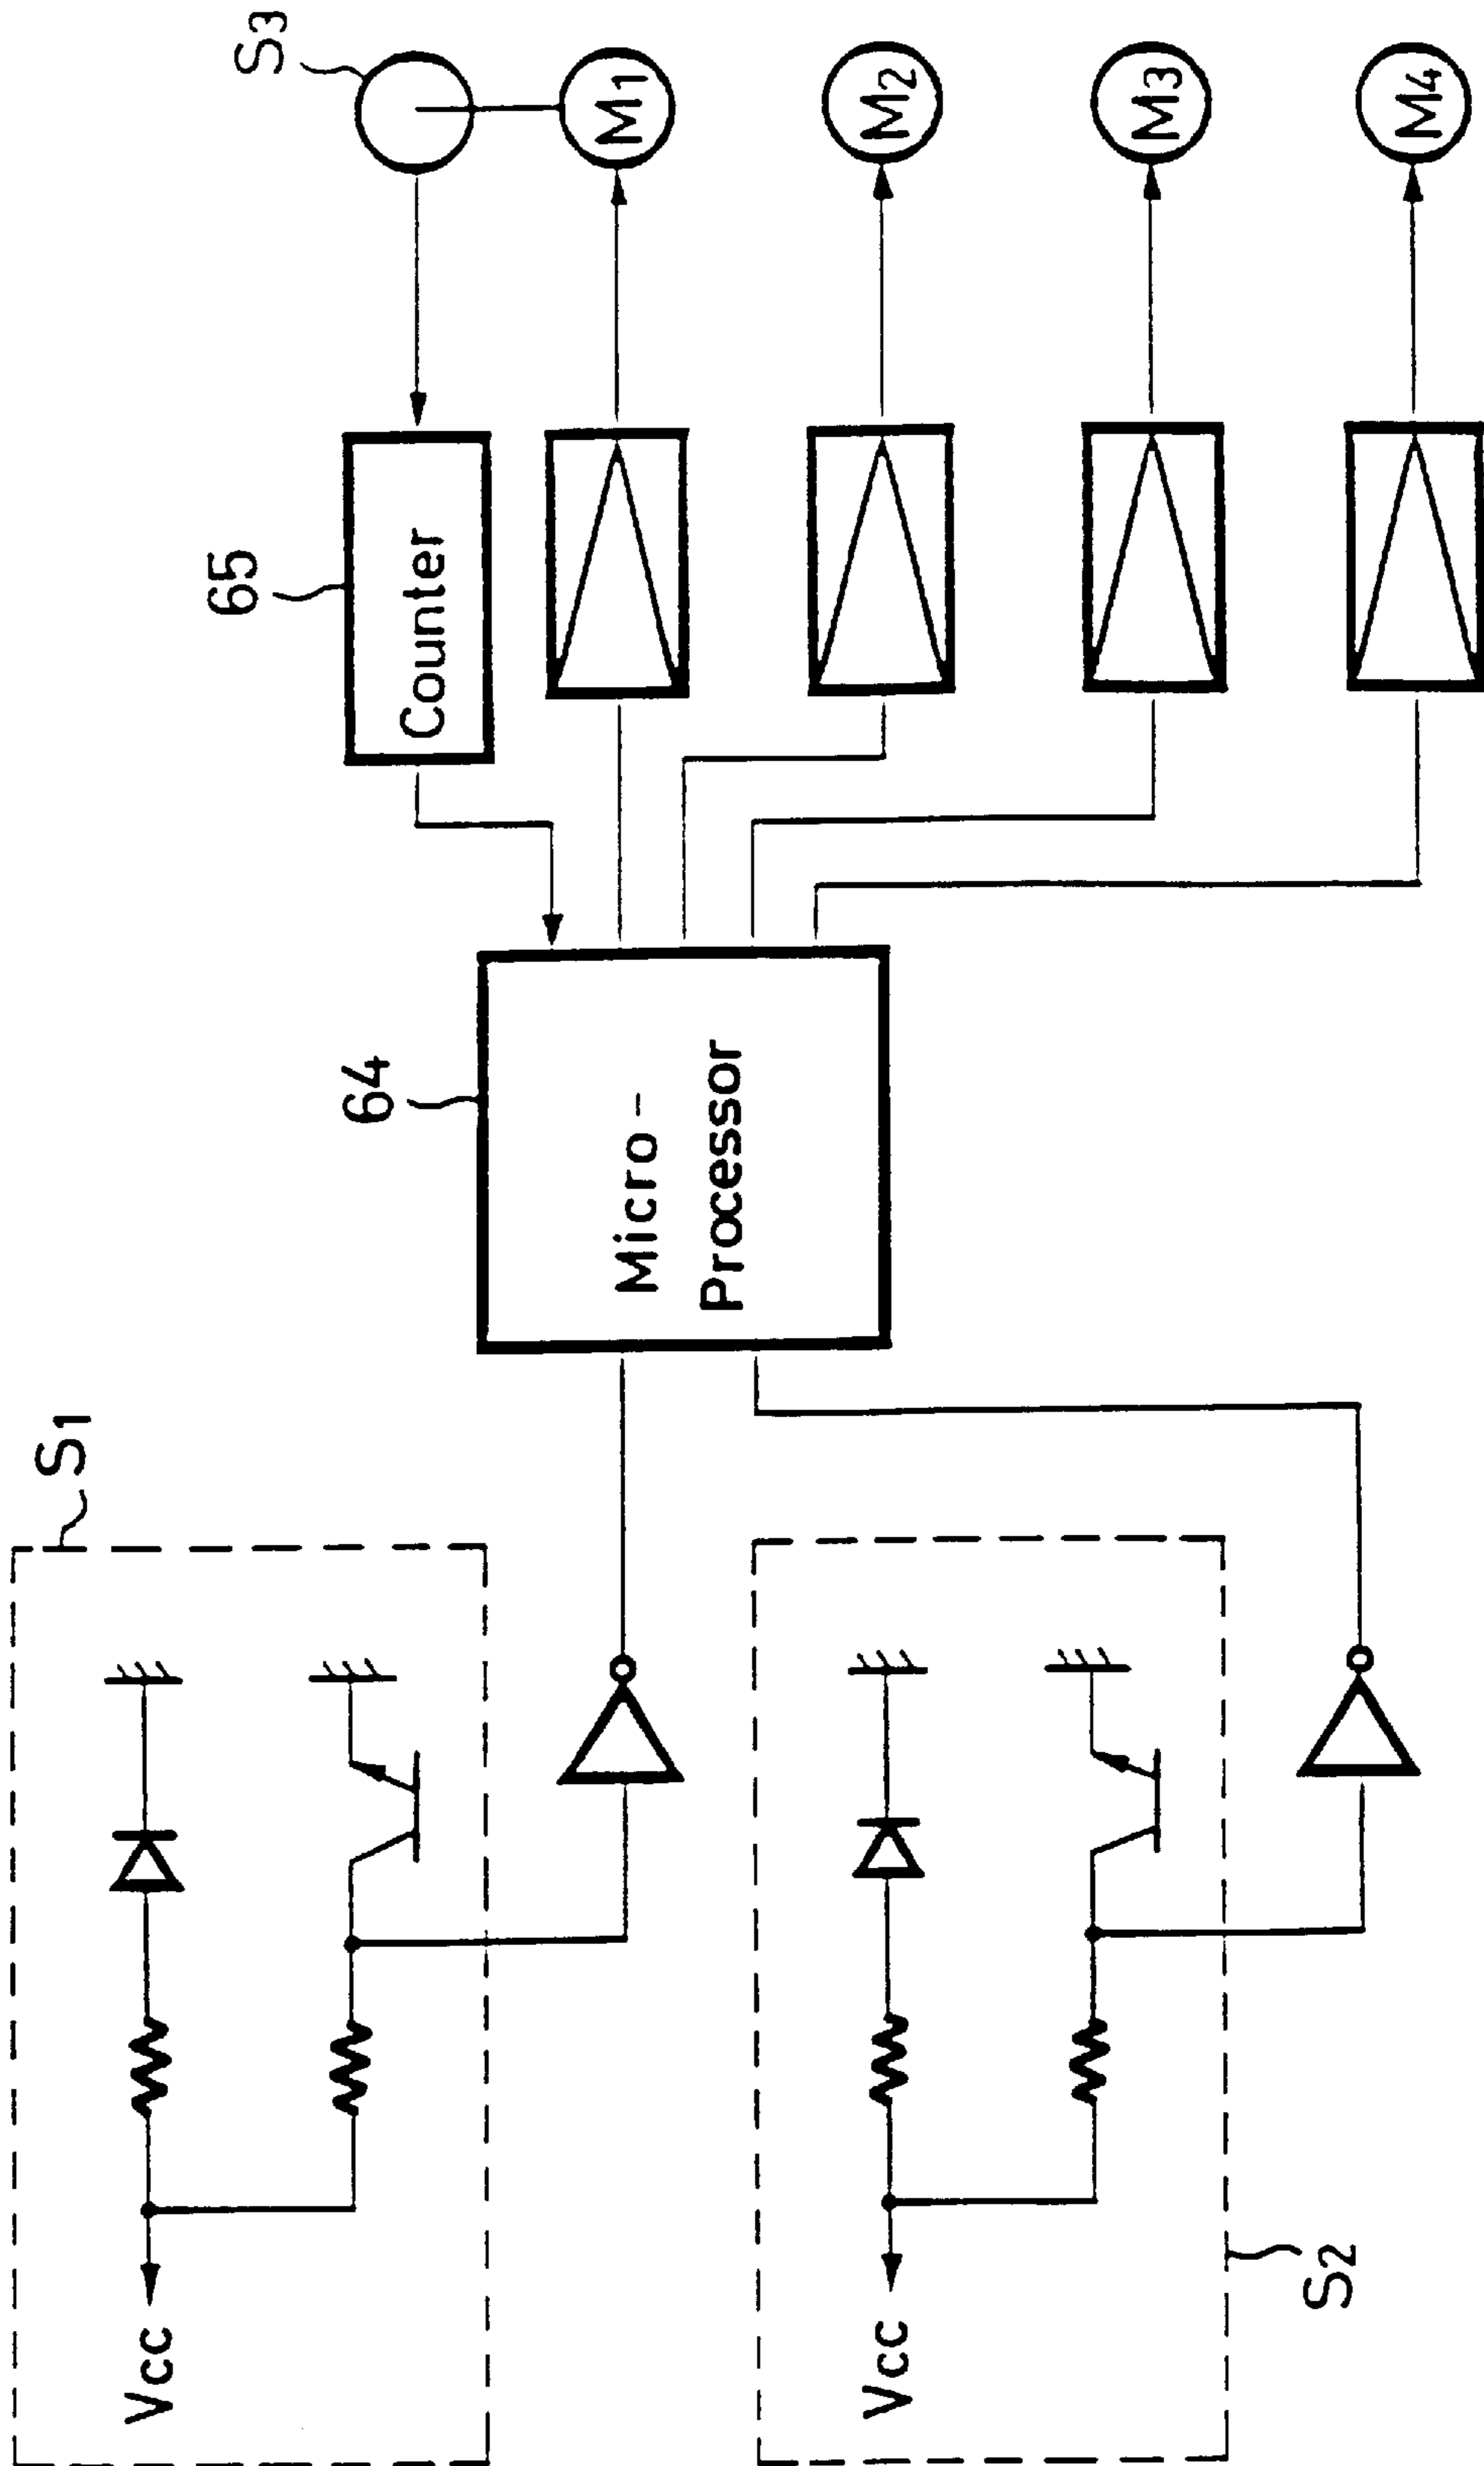 S1
Vcc
Vcc
S2
64
Micro-
Processor
65
Counter
S3
M1
M2
M3
M4